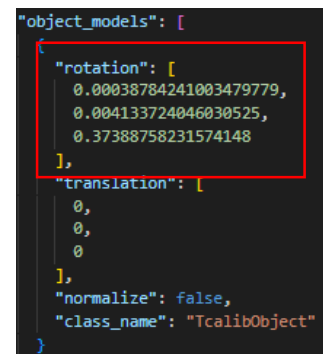 "object_models": [
{
"rotation": [
0.00038784241003479779,
0.004133724046030525,
0.37388758231574148
],
"translation": [
0,
0,
0
],
"normalize": false,
"class_name": "TcalibObject"
}